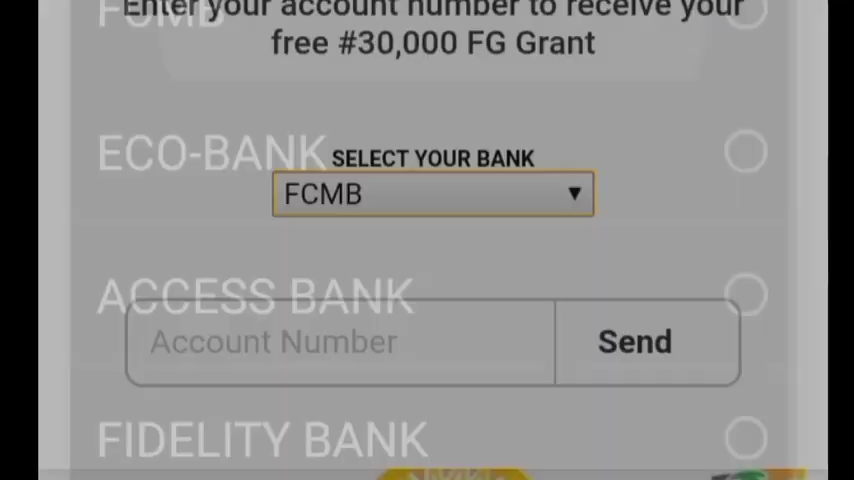 FCMB
Enter your account number to receive your
free #30,000 FG Grant
ECO-BANK
SELECT YOUR BANK
FCMB
ACCESS BANK
Account Number
Send
FIDELITY BANK